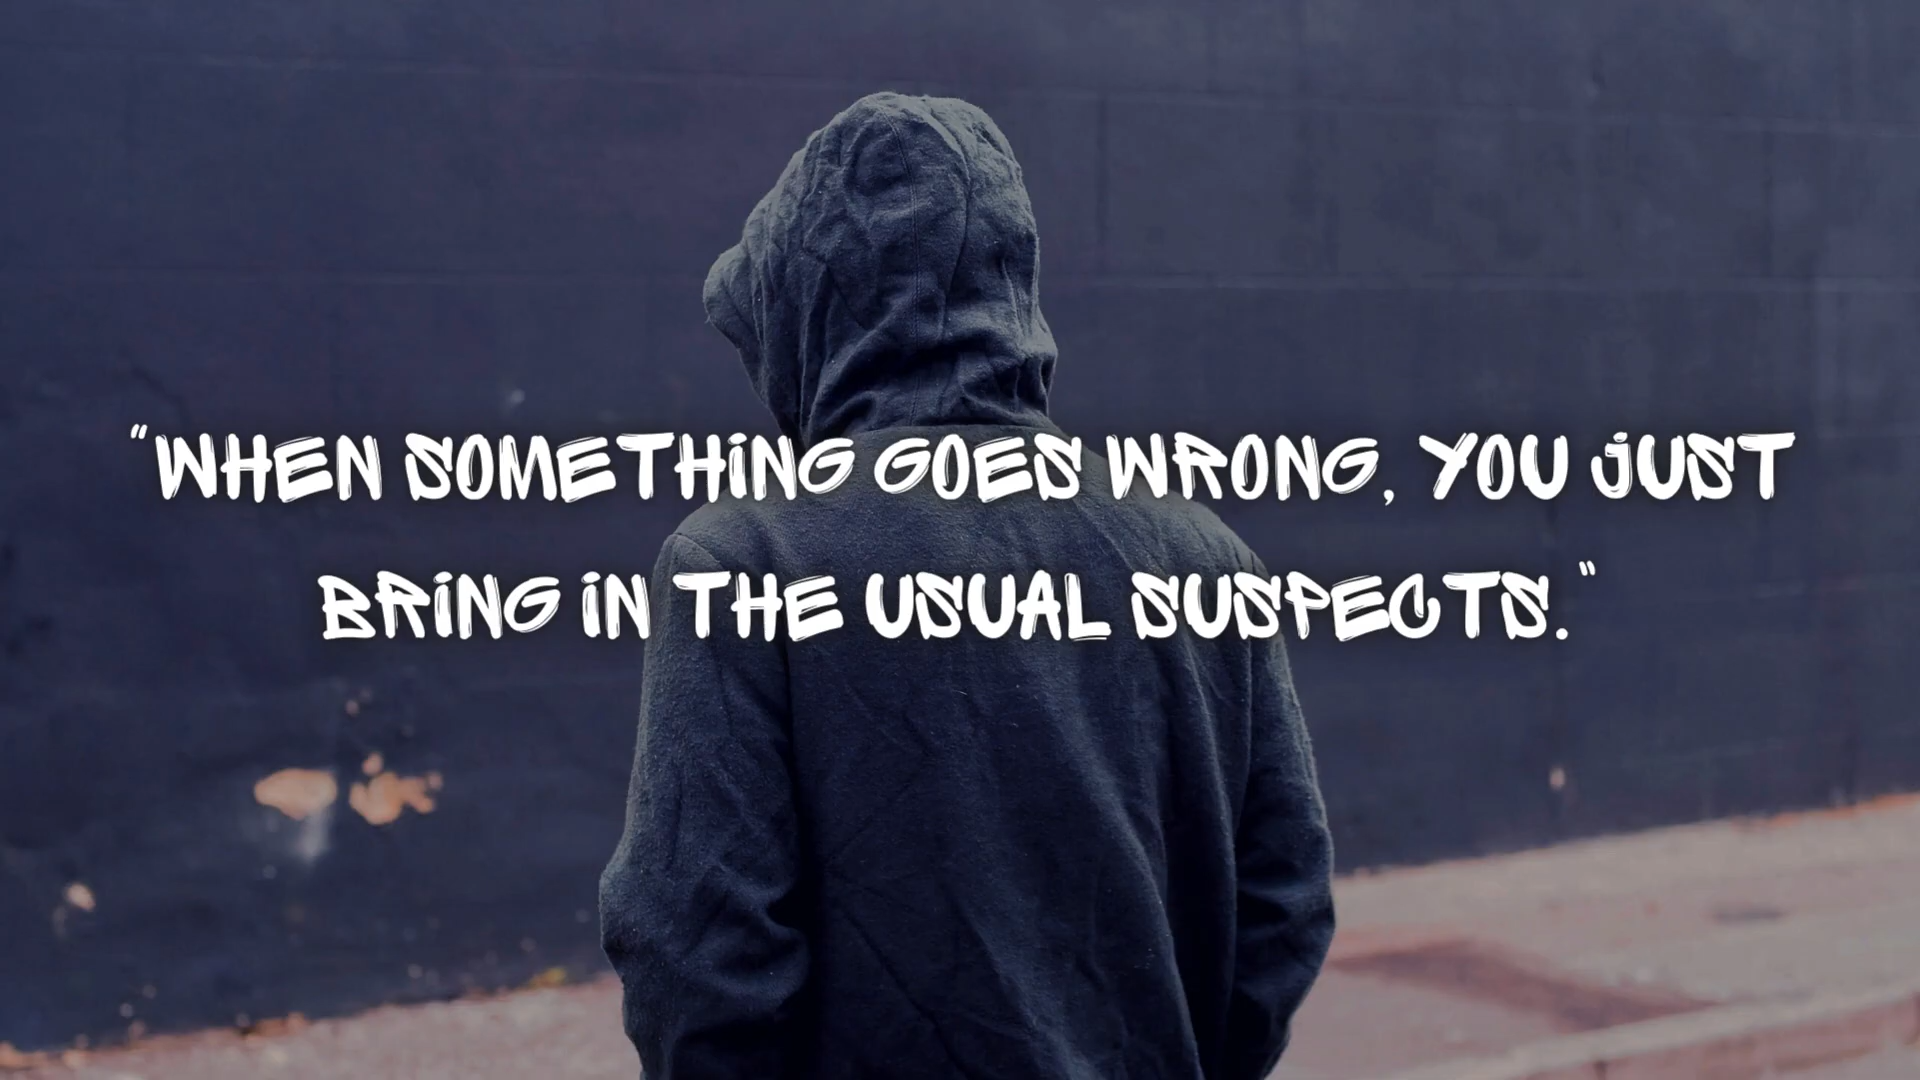 "WHEN SOMETHING GOES WRONG, YOU JUST
BRING IN THE USUAL SUSPECTS."